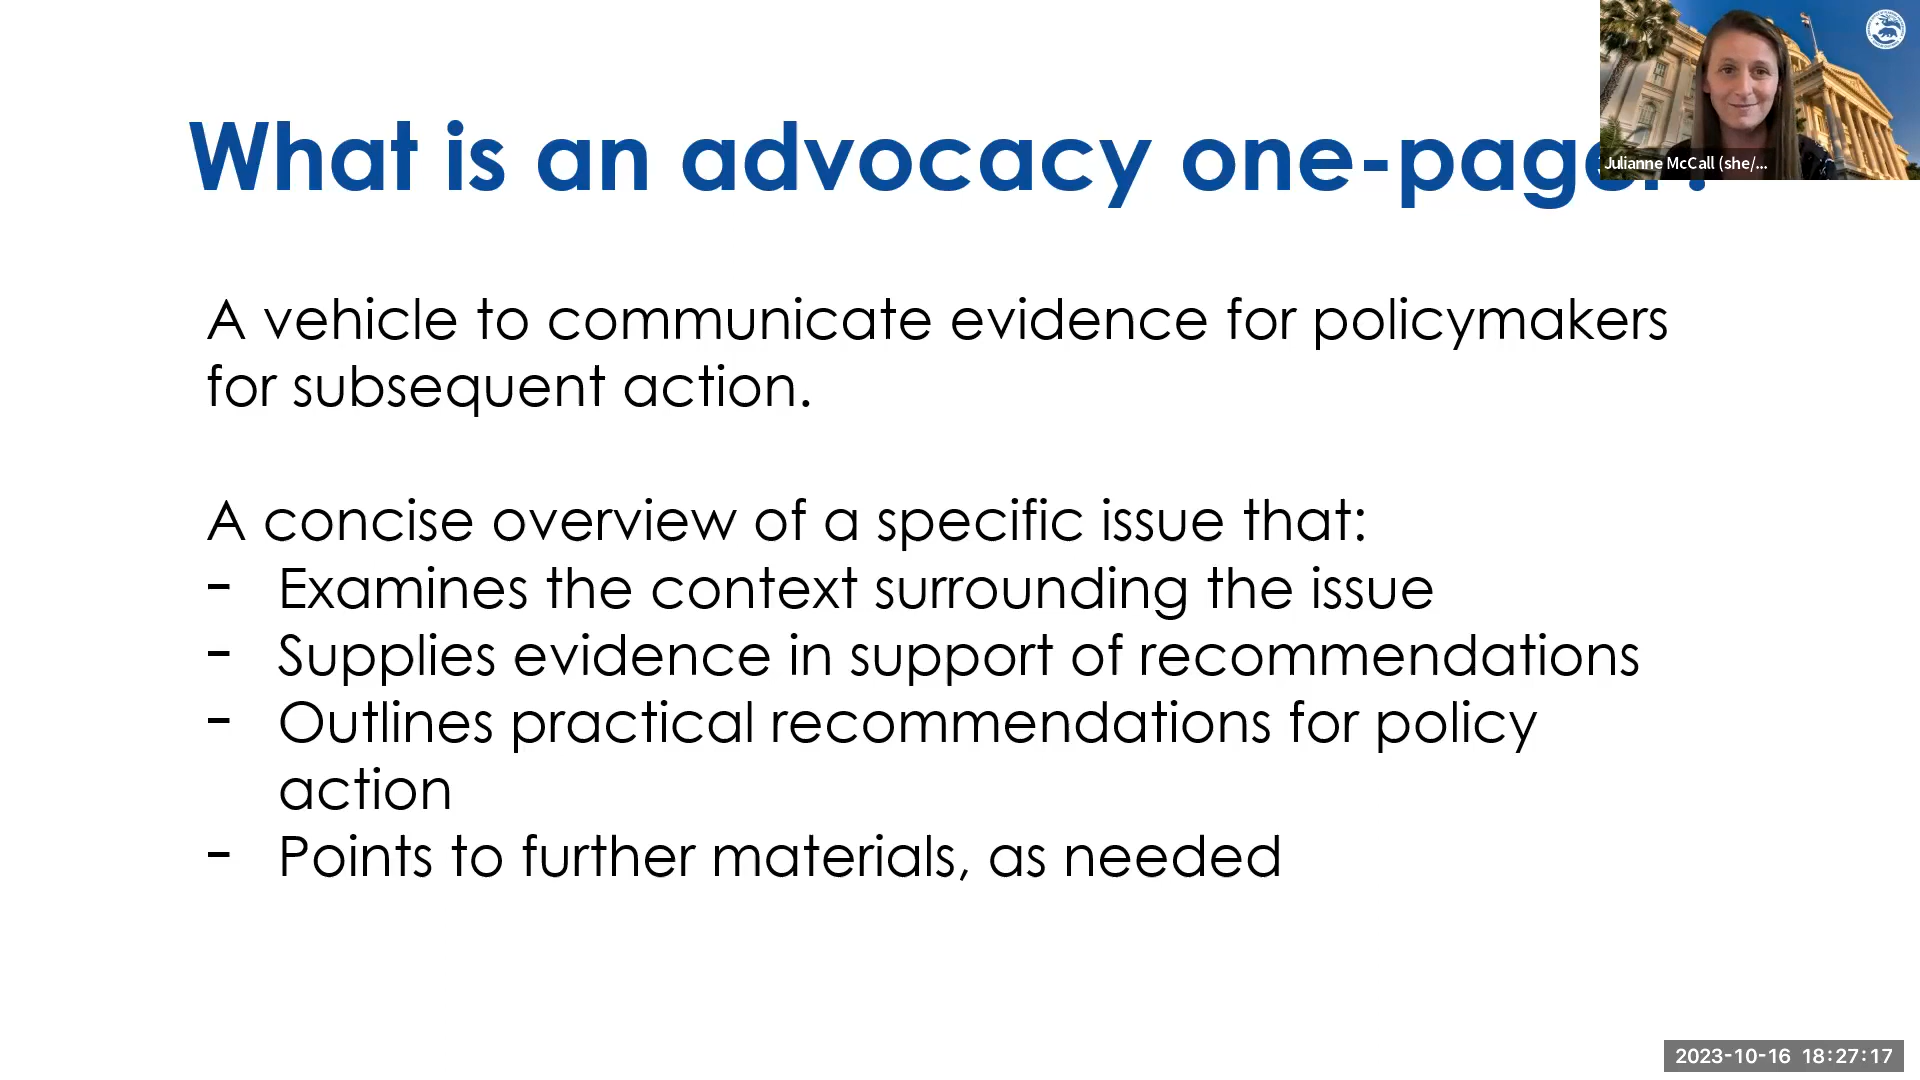 What is an advocacy one-pager?
Julianne McCall (she/...
A vehicle to communicate evidence for policymakers
for subsequent action.
A concise overview of a specific issue that:
- Examines the context surrounding the issue
- Supplies evidence in support of recommendations
- Outlines practical recommendations for policy
action
- Points to further materials, as needed
2023-10-16 18:27:17